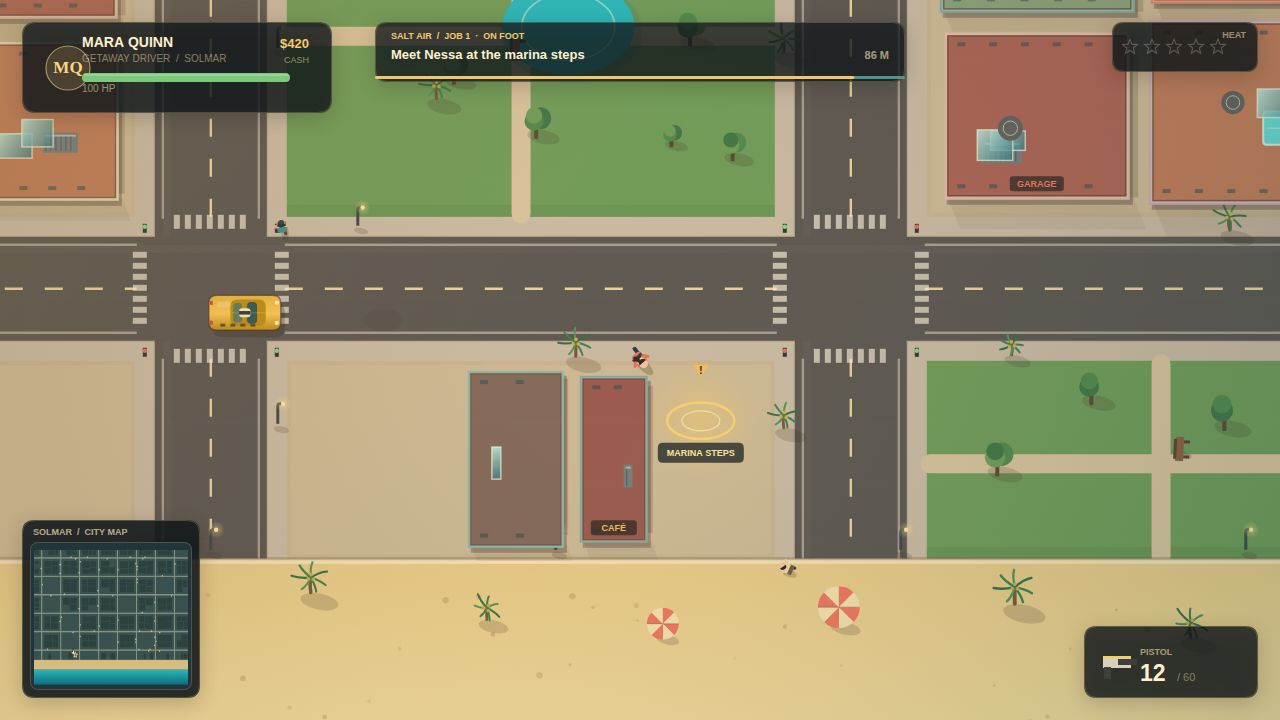 MQ
MARA QUINN
$420
GETAWAY DRIVER / SOLMAR
CASH
100 HP
SALT AIR / JOB 1 · ON FOOT
Meet Nessa at the marina steps
86 M
HEAT
GARAGE
!
MARINA STEPS
CAFÉ
SOLMAR / CITY MAP
PISTOL
12 / 60